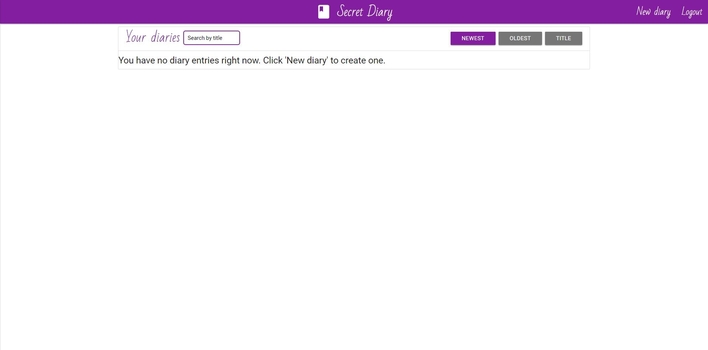 Secret Diary
New diary Logout
Your diaries Search by title NEWEST OLDEST TITLE
You have no diary entries right now. Click 'New diary' to create one.